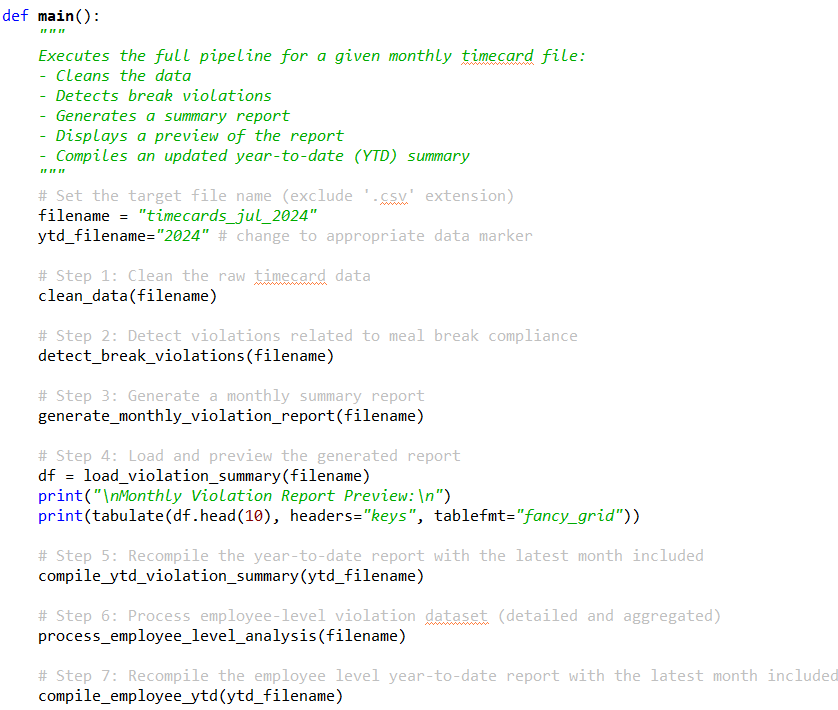 def main():
    """
    Executes the full pipeline for a given monthly timecard file:
    - Cleans the data
    - Detects break violations
    - Generates a summary report
    - Displays a preview of the report
    - Compiles an updated year-to-date (YTD) summary
    """
    # Set the target file name (exclude '.csv' extension)
    filename = "timecards_jul_2024"
    ytd_filename="2024" # change to appropriate data marker

    # Step 1: Clean the raw timecard data
    clean_data(filename)

    # Step 2: Detect violations related to meal break compliance
    detect_break_violations(filename)

    # Step 3: Generate a monthly summary report
    generate_monthly_violation_report(filename)

    # Step 4: Load and preview the generated report
    df = load_violation_summary(filename)
    print("\nMonthly Violation Report Preview:\n")
    print(tabulate(df.head(10), headers="keys", tablefmt="fancy_grid"))

    # Step 5: Recompile the year-to-date report with the latest month included
    compile_ytd_violation_summary(ytd_filename)

    # Step 6: Process employee-level violation dataset (detailed and aggregated)
    process_employee_level_analysis(filename)

    # Step 7: Recompile the employee level year-to-date report with the latest month included
    compile_employee_ytd(ytd_filename)